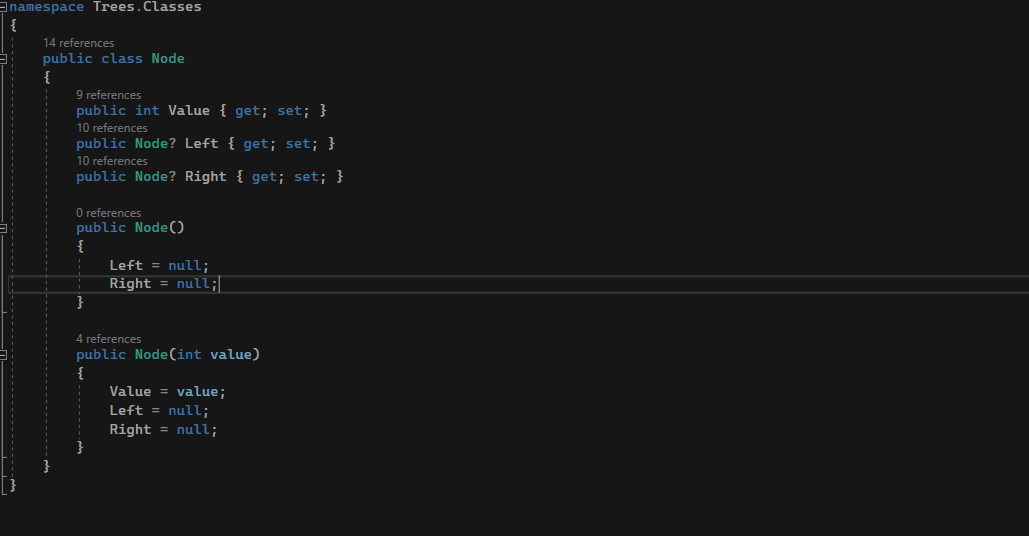 namespace Trees.Classes
{
14 references
public class Node
{
9 references
public int Value { get; set; }
10 references
public Node? Left { get; set; }
10 references
public Node? Right { get; set; }
0 references
public Node()
{
Left = null;
Right = null;
}
4 references
public Node(int value)
{
Value = value;
Left = null;
Right = null;
}
}
}